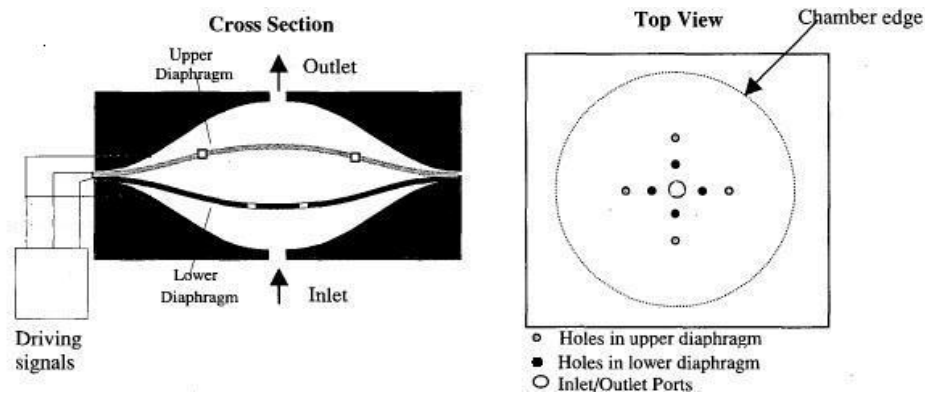 Cross Section
Upper
Diaphragm
Outlet
Lower
Diaphragm
Inlet
Driving
signals
Top View
Chamber edge
Holes in upper diaphragm
Holes in lower diaphragm
Inlet/Outlet Ports